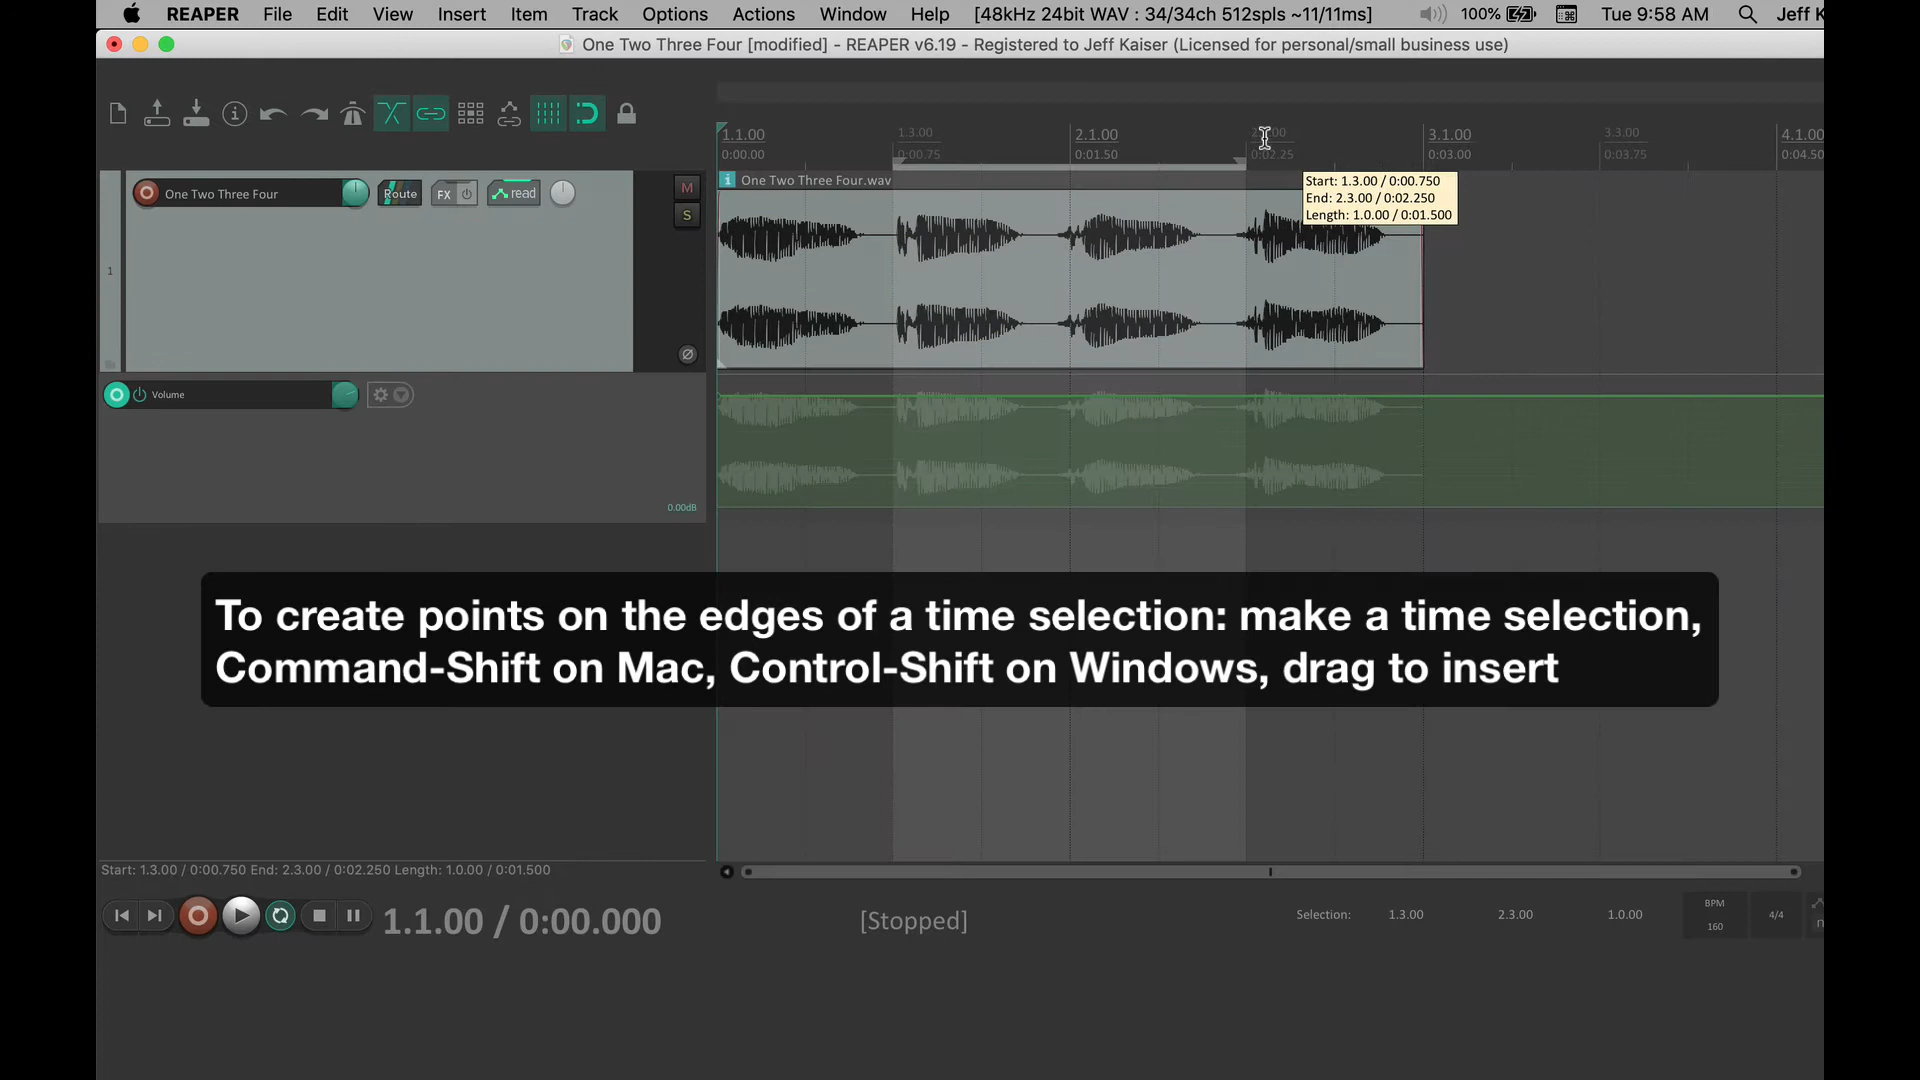 REAPER File Edit View Insert Item Track Options Actions Window Help [48kHz 24bit WAV : 34/34ch 512spls ~11/11ms] 100% Tue 9:58 AM Jeff K
One Two Three Four [modified] - REAPER v6.19 - Registered to Jeff Kaiser (Licensed for personal/small business use)
1.1.00 1.3.00 2.1.00 3.1.00 3.3.00 4.1.00
0:00.00 0:00.75 0:01.50 0:02.25 0:03.00 0:03.75 0:04.50
One Two Three Four.wav
One Two Three Four Route FX read M
S
Start: 1.3.00 / 0:00.750
End: 2.3.00 / 0:02.250
Length: 1.0.00 / 0:01.500
1
Volume
0.00dB
To create points on the edges of a time selection: make a time selection,
Command-Shift on Mac, Control-Shift on Windows, drag to insert
Start: 1.3.00 / 0:00.750 End: 2.3.00 / 0:02.250 Length: 1.0.00 / 0:01.500
1.1.00 / 0:00.000 [Stopped] Selection: 1.3.00 2.3.00 1.0.00 BPM 4/4
160